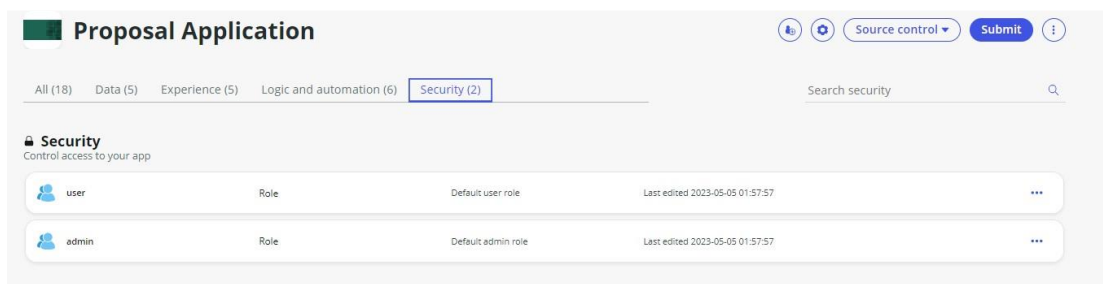 Proposal Application
Source control
Submit
All (18) Data (5) Experience (5) Logic and automation (6) Security (2)
Search security
Security
Control access to your app
user Role Default user role Last edited 2023-05-05 01:57:57
admin Role Default admin role Last edited 2023-05-05 01:57:57